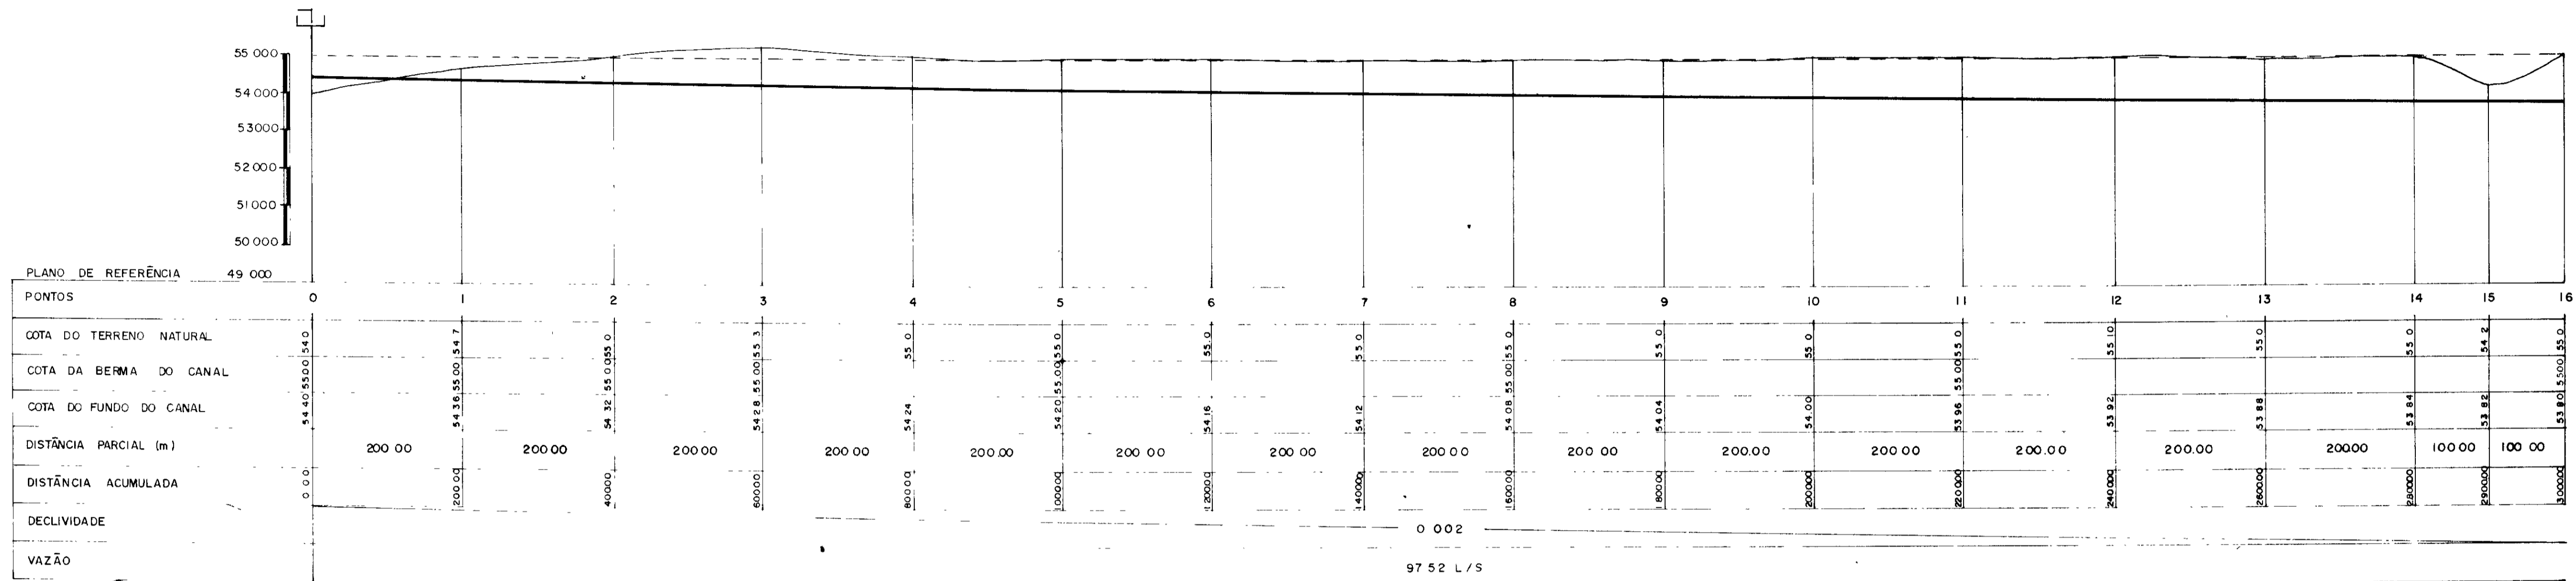 55 000
54 000
53000
52 000
51000
50 000
PLANO DE REFERÊNCIA 49 000
PONTOS 0 1 2 3 4 5 6 7 8 9 10 11 12 13 14 15 16
COTA DO TERRENO NATURAL 54.0 54.7 55.0 55.3 55.0 55.0 55.0 55.0 55.0 55.0 55.0 55.0 55.10 55.0 55.0 54.2 55.0
COTA DA BERMA DO CANAL 55.00 55.00 55.00 55.00 55.00 55.00 55.00 55.00
COTA DO FUNDO DO CANAL 54 40 54 36 54 32 54 28 54 24 54 20 54 16 54 12 54 08 54 04 54 00 53 96 53 92 53 88 53 84 53 82 53 80
DISTÂNCIA PARCIAL (m) 200 00 200 00 200 00 200 00 200.00 200 00 200 00 200 00 200 00 200.00 200 00 200.00 200.00 200.00 100 00 100 00
DISTÂNCIA ACUMULADA 0 00 200 00 400 00 600 00 800 00 1000 00 1200 00 1400 00 1600 00 1800 00 2000 00 2200 00 2400 00 2600 00 2800 00 2900 00 3000 00
DECLIVIDADE 0 002
VAZÃO 97 52 L/S